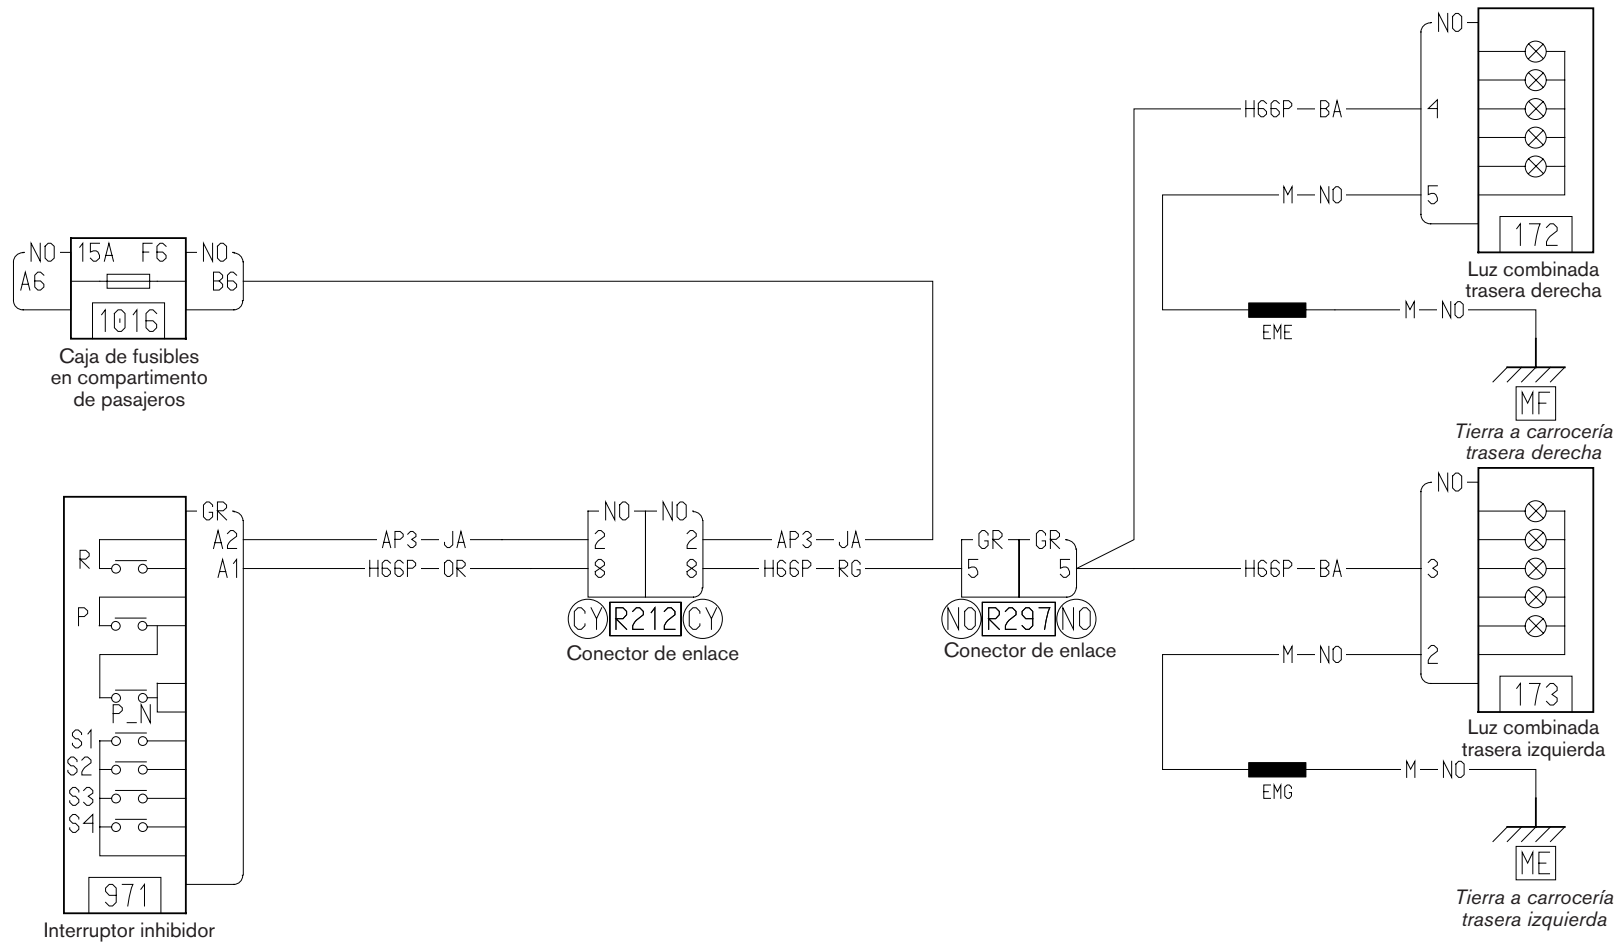 NO
H66P BA 4
M NO 5
172
Luz combinada
trasera derecha
EME
M NO
MF
Tierra a carrocería
trasera derecha
NO 15A F6 NO
A6 B6
1016
Caja de fusibles
en compartimento
de pasajeros
GR
R A2 AP3 JA 2
A1 H66P OR 8
NO NO
2 AP3 JA
8 H66P RG 5
CY R212 CY
Conector de enlace
GR GR
5
NO R297 NO
Conector de enlace
P
P_N
S1
S2
S3
S4
971
Interruptor inhibidor
NO
H66P BA 3
M NO 2
173
Luz combinada
trasera izquierda
EMG
M NO
ME
Tierra a carrocería
trasera izquierda